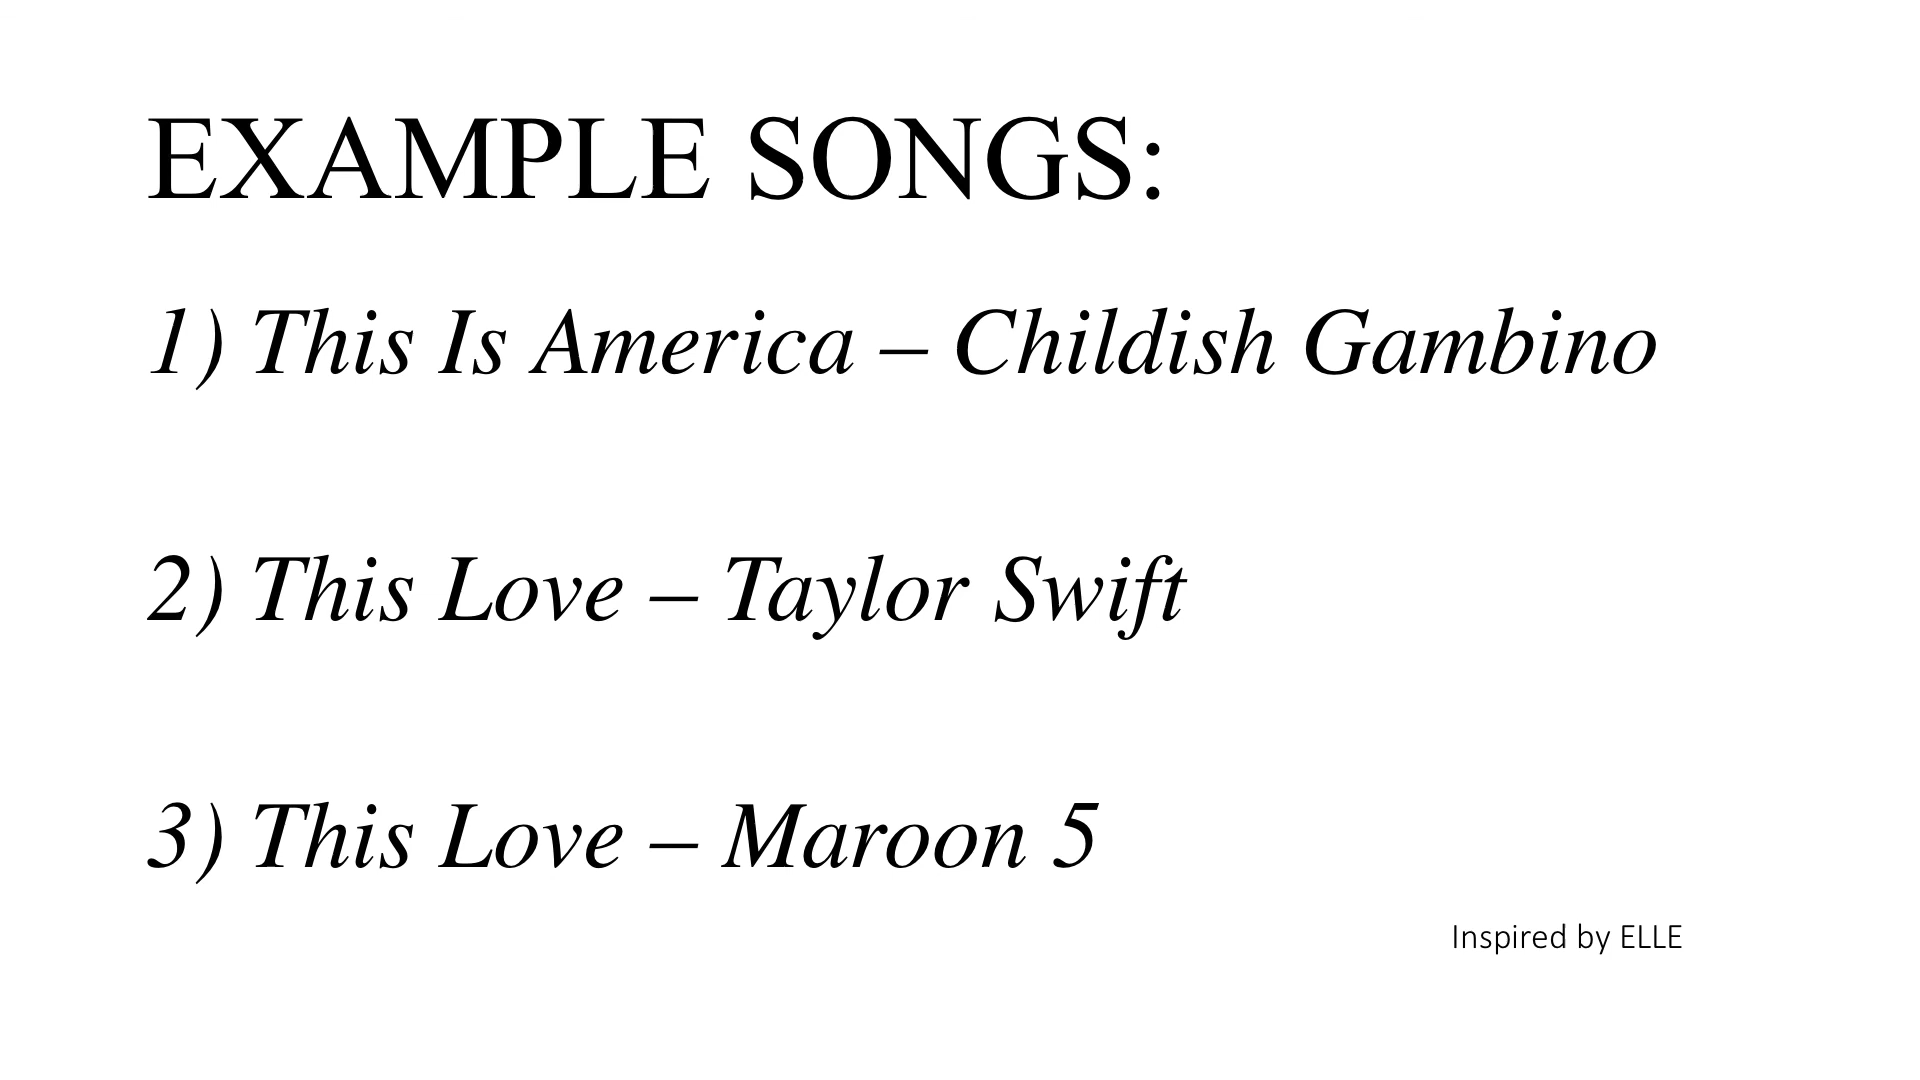 EXAMPLE SONGS:
1) This Is America – Childish Gambino
2) This Love – Taylor Swift
3) This Love – Maroon 5
Inspired by ELLE